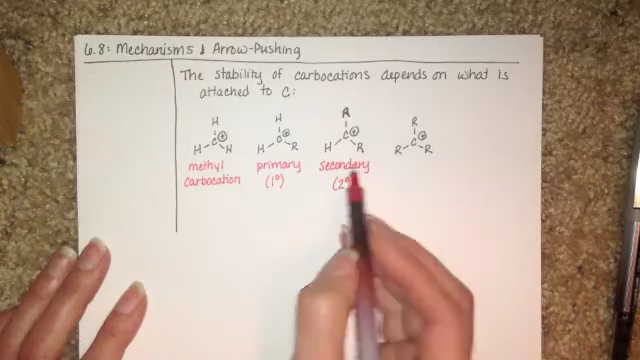 6.8: Mechanisms & Arrow-Pushing
The stability of carbocations depends on what is
attached to C:
H H R R
C ⊕ C ⊕ C ⊕ C ⊕
H H H R H R R R
methyl primary secondary
carbocation (1°) (2°